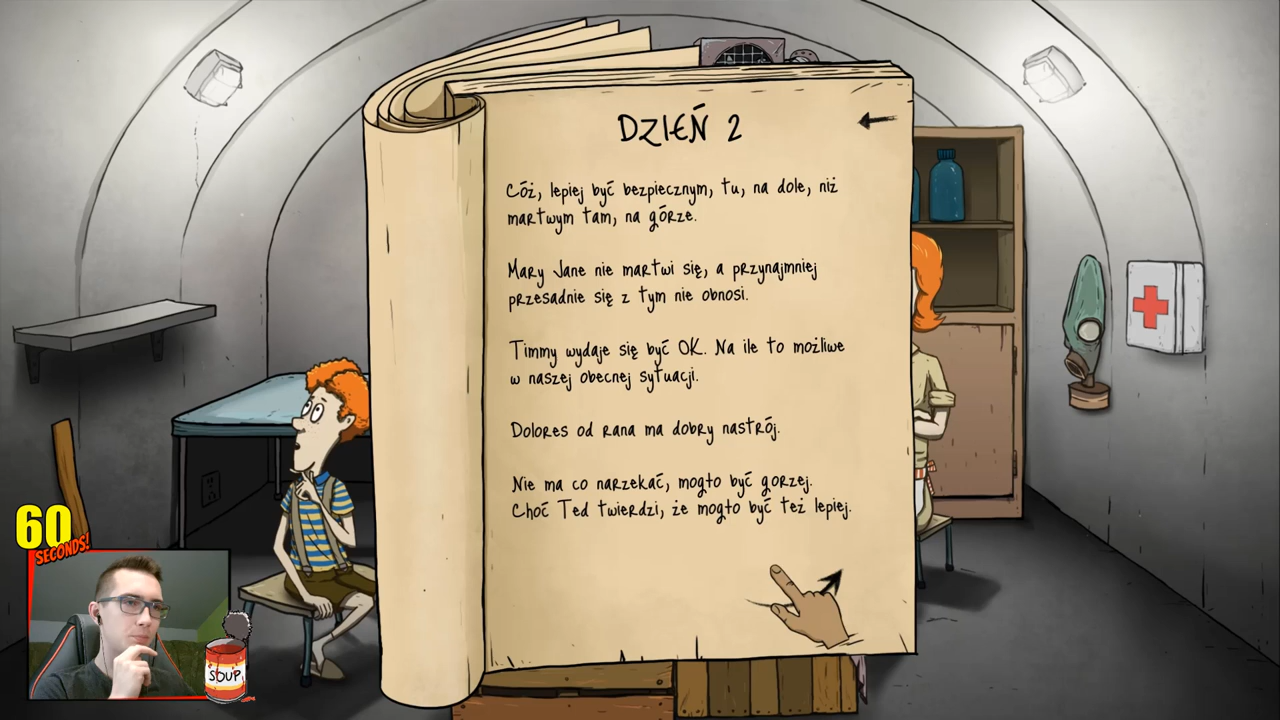 DZIEŃ 2
Cóż, lepiej być bezpiecznym, tu, na dole, niż
martwym tam, na górze.
Mary Jane nie martwi się, a przynajmniej
przesadnie się z tym nie obnosi.
Timmy wydaje się być OK. Na ile to możliwe
w naszej obecnej sytuacji.
Dolores od rana ma dobry nastrój.
Nie ma co narzekać, mogło być gorzej.
Choć Ted twierdzi, że mogło być też lepiej.
60
SECONDS!
SOUP